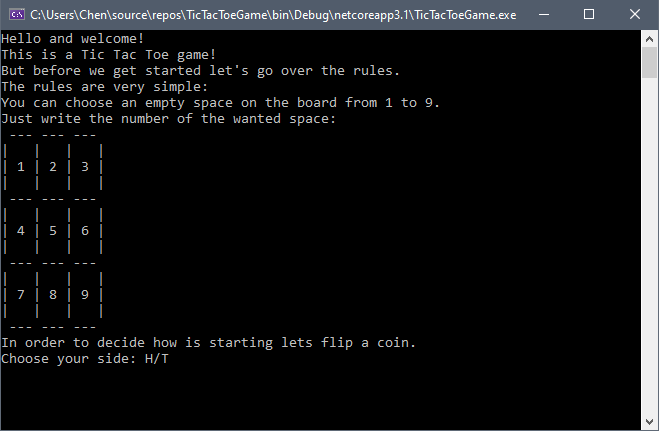 C:\Users\Chen\source\repos\TicTacToeGame\bin\Debug\netcoreapp3.1\TicTacToeGame.exe
Hello and welcome!
This is a Tic Tac Toe game!
But before we get started let's go over the rules.
The rules are very simple:
You can choose an empty space on the board from 1 to 9.
Just write the number of the wanted space:
 --- --- ---
|   |   |   |
| 1 | 2 | 3 |
|   |   |   |
 --- --- ---
|   |   |   |
| 4 | 5 | 6 |
|   |   |   |
 --- --- ---
|   |   |   |
| 7 | 8 | 9 |
|   |   |   |
 --- --- ---
In order to decide how is starting lets flip a coin.
Choose your side: H/T